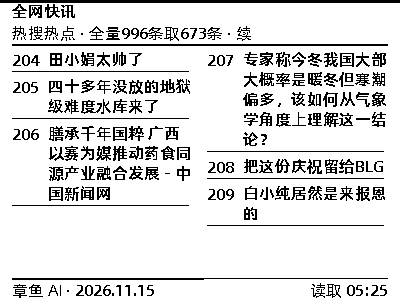 全网快讯
热搜热点·全量996条取673条·续
204 田小娟太帅了
205 四十多年没放的地狱
级难度水库来了
206 膳承千年国粹 广西
以赛为媒推动药食同
源产业融合发展 - 中
国新闻网
207 专家称今冬我国大部
大概率是暖冬但寒潮
偏多，该如何从气象
学角度上理解这一结
论？
208 把这份庆祝留给BLG
209 白小纯居然是来报恩
的
章鱼 AI · 2026.11.15
读取 05:25